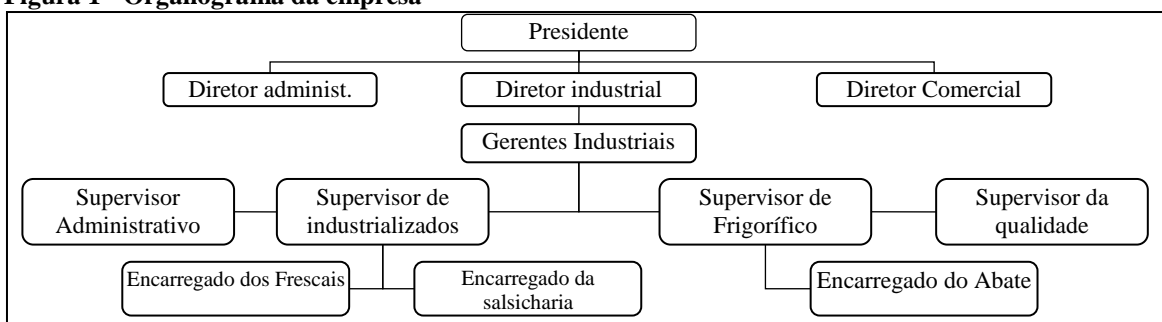 Figura 1 - Organograma da empresa
Presidente
Diretor administ.
Diretor industrial
Diretor Comercial
Gerentes Industriais
Supervisor
Administrativo
Supervisor de
industrializados
Supervisor de
Frigorífico
Supervisor da
qualidade
Encarregado dos Frescais
Encarregado da
salsicharia
Encarregado do Abate